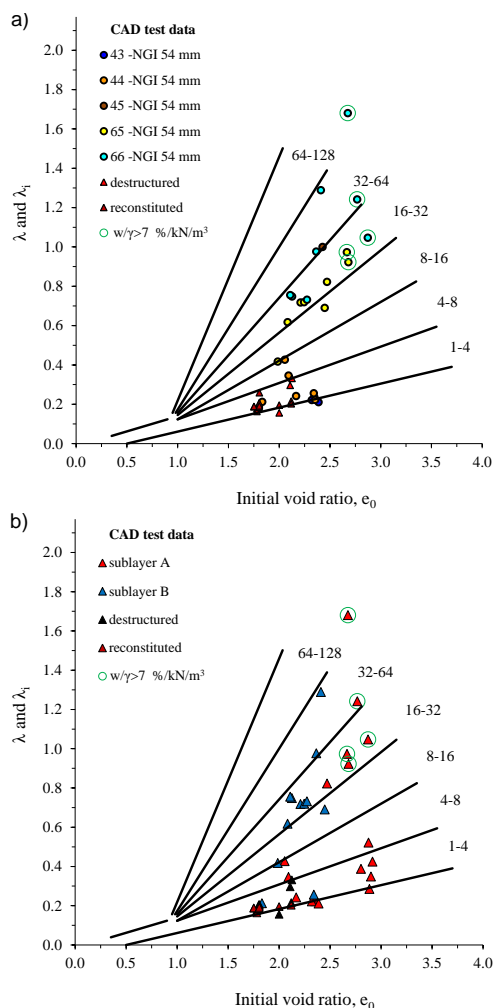 a)
CAD test data
43 -NGI 54 mm
44 -NGI 54 mm
45 -NGI 54 mm
65 -NGI 54 mm
66 -NGI 54 mm
destructured
reconstituted
w/γ>7 %/kN/m³
64-128
32-64
16-32
8-16
4-8
1-4
2.0
1.8
1.6
1.4
1.2
1.0
0.8
0.6
0.4
0.2
0.0
λ and λi
0.0 0.5 1.0 1.5 2.0 2.5 3.0 3.5 4.0
Initial void ratio, e0
b)
CAD test data
sublayer A
sublayer B
destructured
reconstituted
w/γ>7 %/kN/m³
64-128
32-64
16-32
8-16
4-8
1-4
2.0
1.8
1.6
1.4
1.2
1.0
0.8
0.6
0.4
0.2
0.0
λ and λi
0.0 0.5 1.0 1.5 2.0 2.5 3.0 3.5 4.0
Initial void ratio, e0